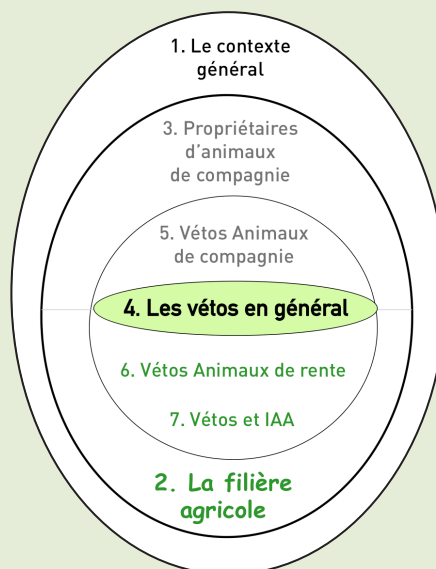 1. Le contexte
général
3. Propriétaires
d'animaux
de compagnie
5. Vétos Animaux
de compagnie
4. Les vétos en général
6. Vétos Animaux de rente
7. Vétos et IAA
2. La filière
agricole